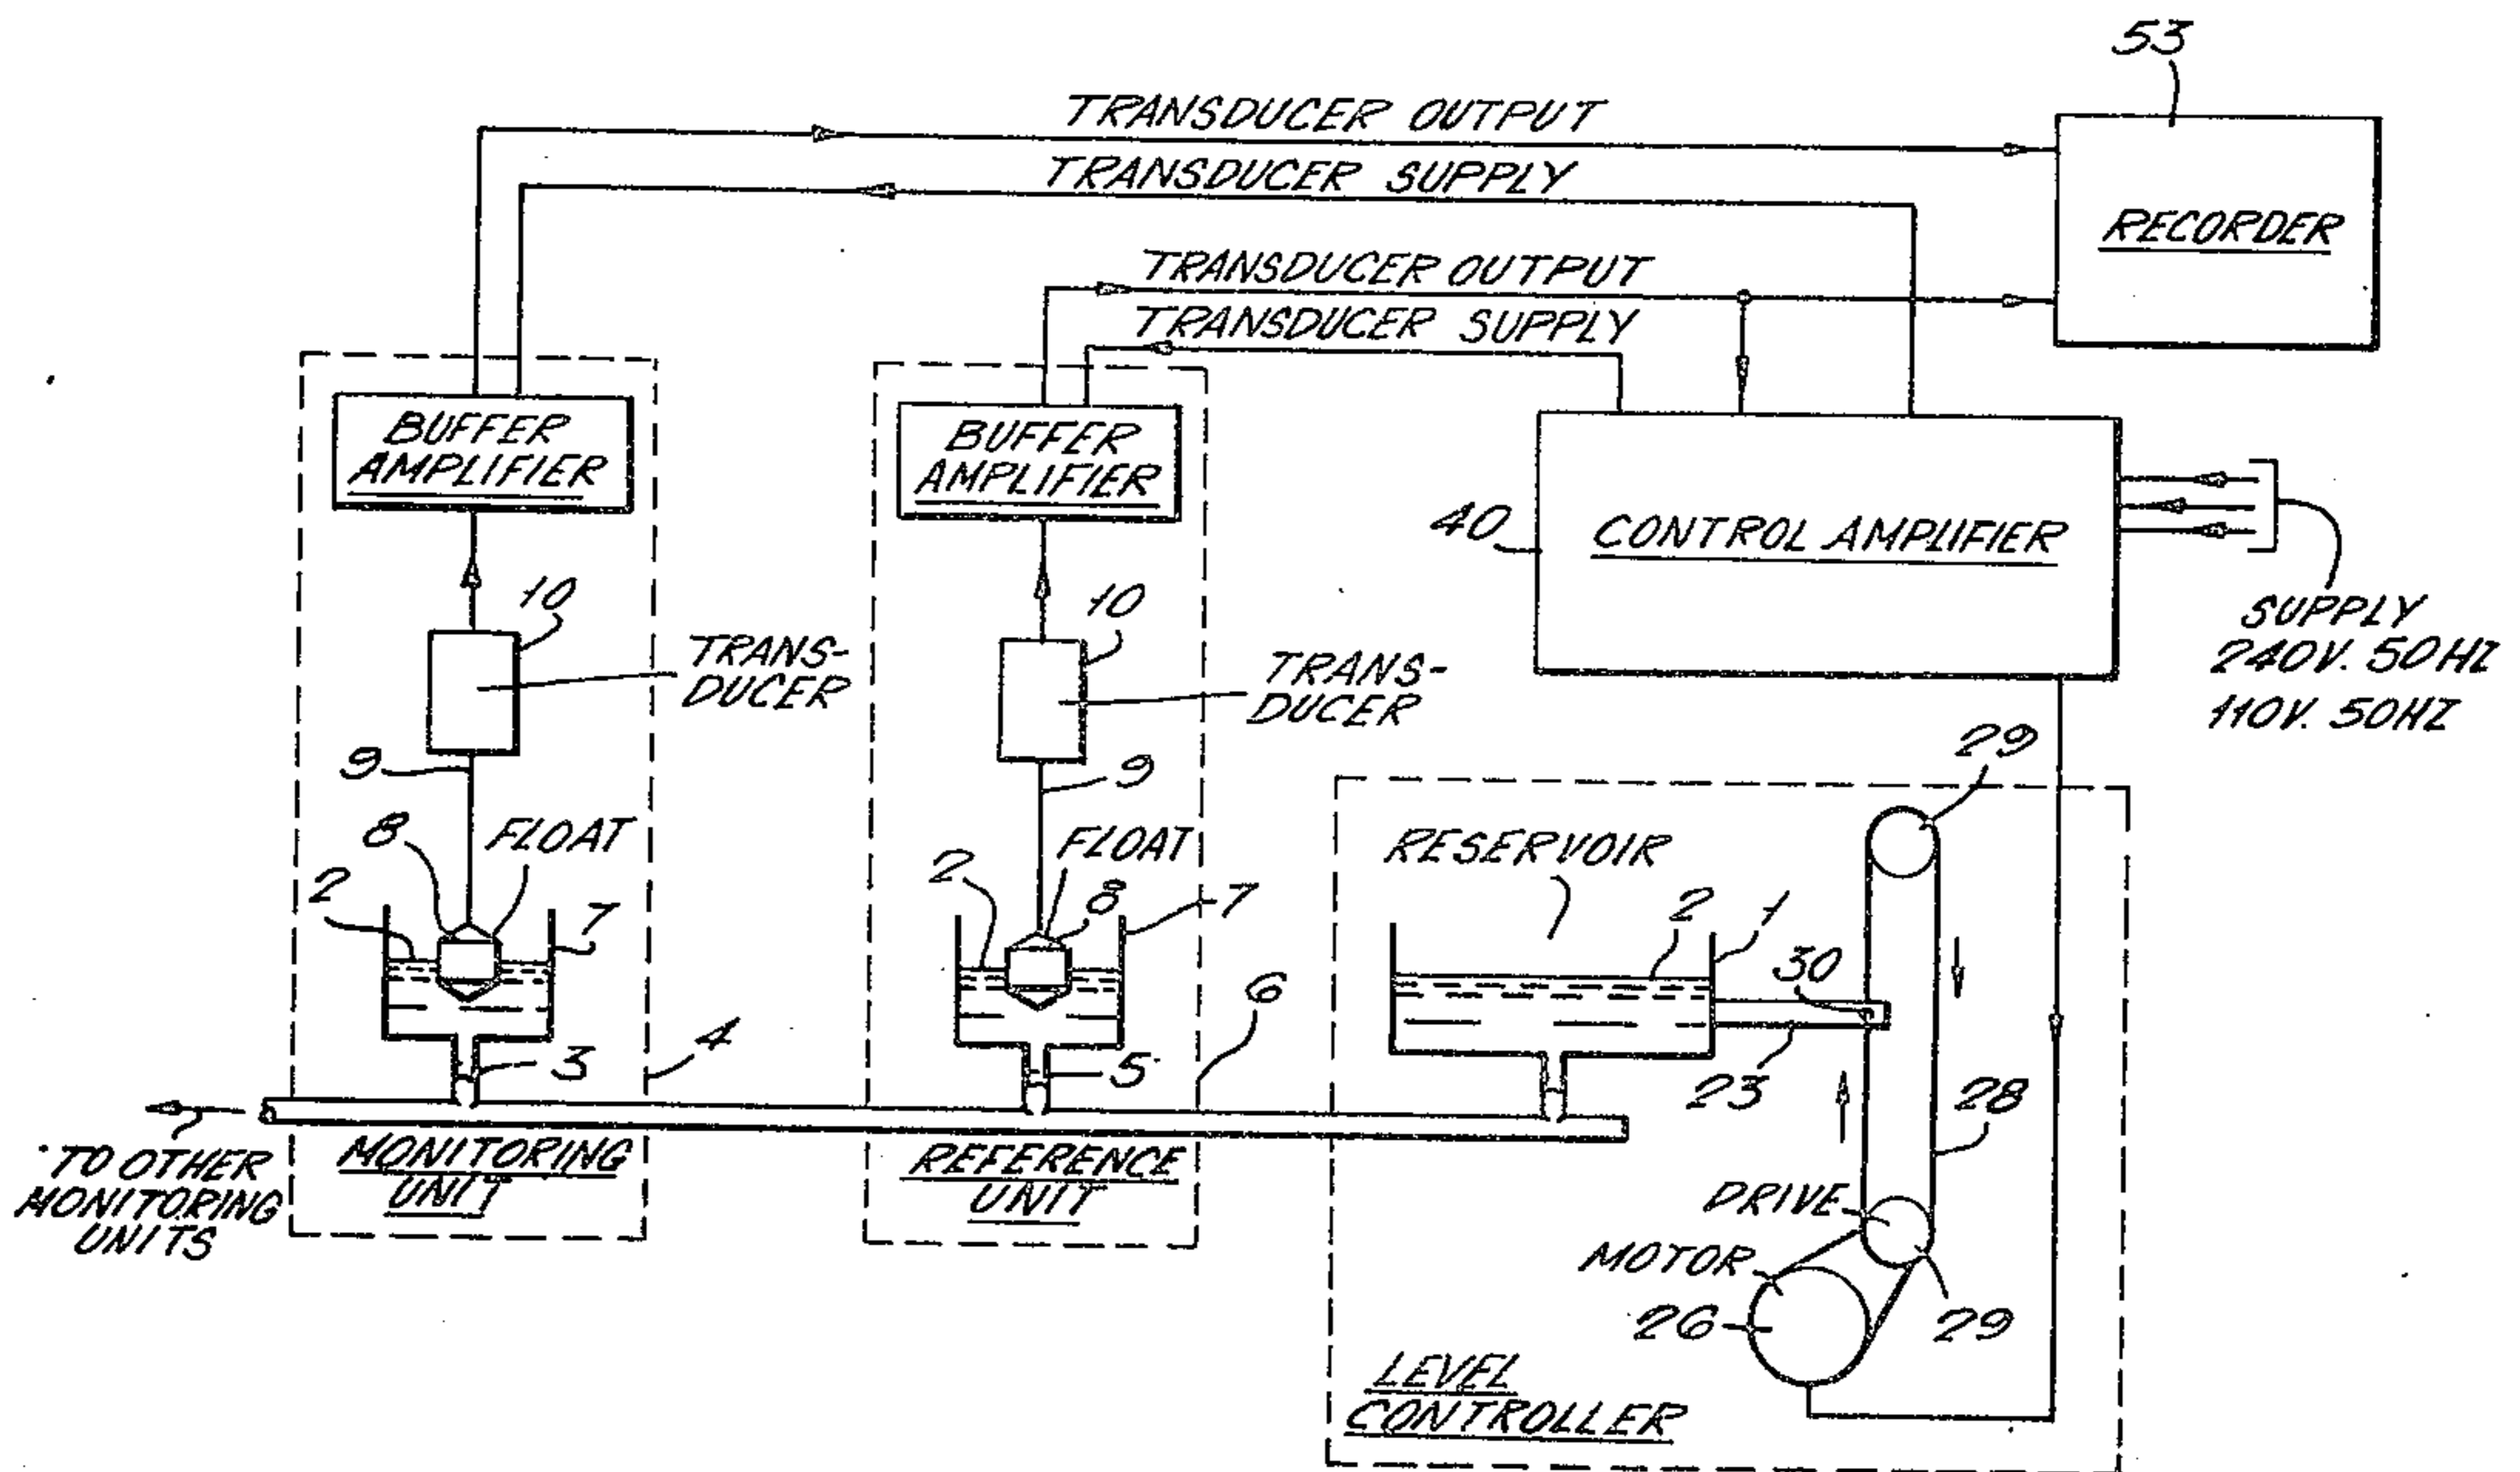 53
TRANSDUCER OUTPUT
TRANSDUCER SUPPLY
RECORDER
TRANSDUCER OUTPUT
TRANSDUCER SUPPLY
BUFFER
AMPLIFIER
BUFFER
AMPLIFIER
40
CONTROL AMPLIFIER
SUPPLY
240V. 50HZ
110V. 50HZ
10
TRANS-
DUCER
10
TRANS-
DUCER
9
9
29
8
FLOAT
2
7
2
FLOAT
8
7
RESERVOIR
2
1
30
6
3
4
5
23
28
TO OTHER
MONITORING
UNITS
MONITORING
UNIT
REFERENCE
UNIT
DRIVE
MOTOR
26
29
LEVEL
CONTROLLER